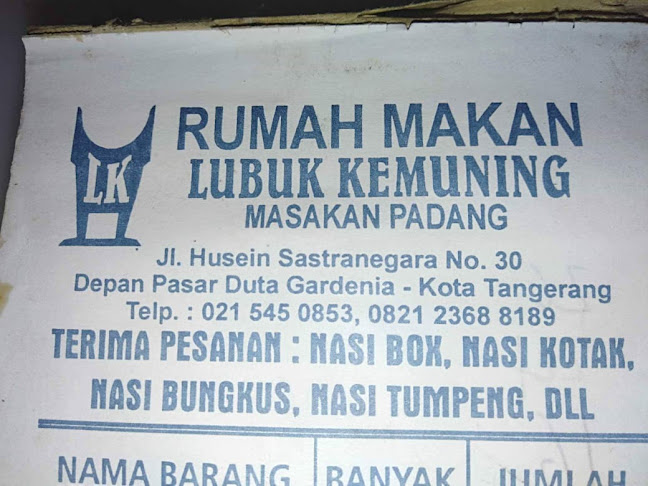 LK
RUMAH MAKAN
LUBUK KEMUNING
MASAKAN PADANG
Jl. Husein Sastranegara No. 30
Depan Pasar Duta Gardenia - Kota Tangerang
Telp. : 021 545 0853, 0821 2368 8189
TERIMA PESANAN : NASI BOX, NASI KOTAK,
NASI BUNGKUS, NASI TUMPENG, DLL
NAMA BARANG BANYAK JUMLAH